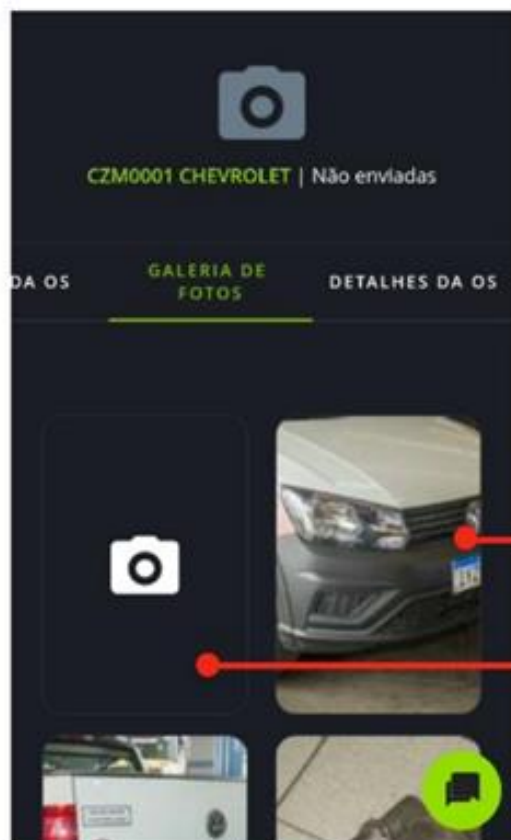 CZM0001 CHEVROLET | Não enviadas
DA OS
GALERIA DE
FOTOS
DETALHES DA OS